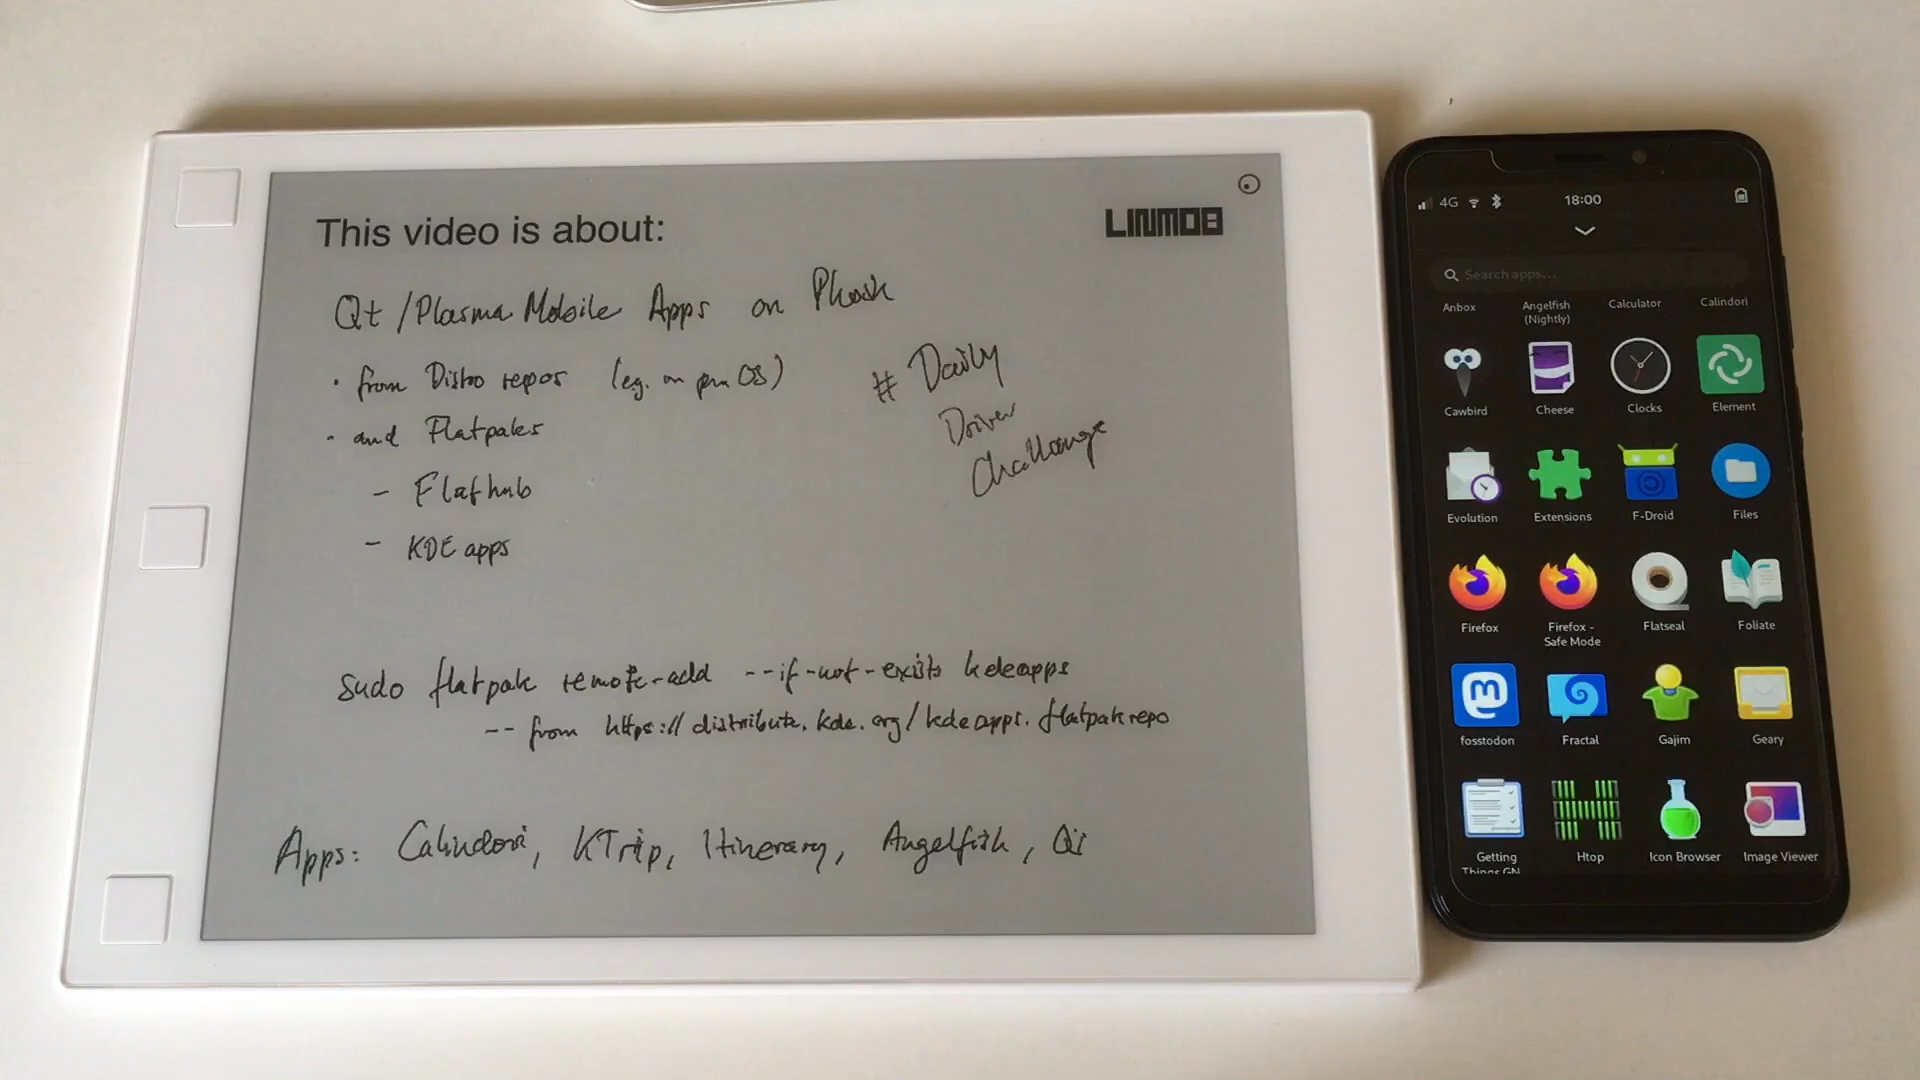 This video is about:
LINMOB
Qt/Plasma Mobile Apps on Phosh
· from Distro repos (e.g. on pmOS)
· and Flatpaks
- Flathub
- KDE apps
# Daily
Driver
Challange
sudo flatpak remote-add --if-not-exists kdeapps
-- from https://distribute.kde.org/kdeapps.flatpakrepo
Apps: Calindori, KTrip, Itinerary, Angelfish,
4G 18:00
Search apps...
Anbox Angelfish (Nightly) Calculator Calindori
Cawbird Cheese Clocks Element
Evolution Extensions F-Droid Files
Firefox Firefox - Safe Mode Flatseal Foliate
fosstodon Fractal Gajim Geary
Getting Things GN Htop Icon Browser Image Viewer